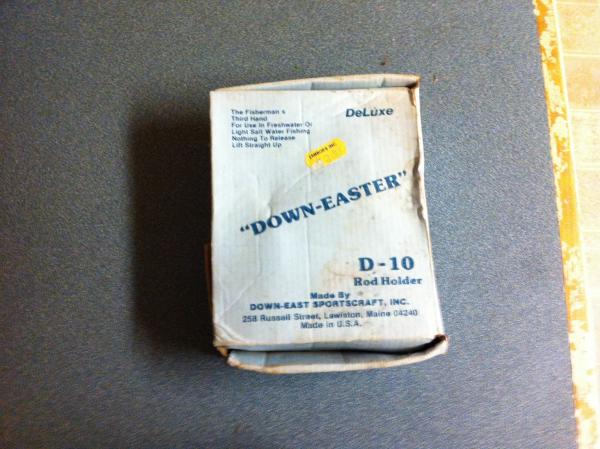 The Fisherman s
Third Hand
For Use In Freshwater Or
Light Salt Water Fishing
Nothing To Release
Lift Straight Up
DeLuxe
"DOWN-EASTER"
D-10
Rod Holder
Made By
DOWN-EAST SPORTSCRAFT, INC.
258 Russell Street, Lewiston, Maine 04240
Made in U.S.A.